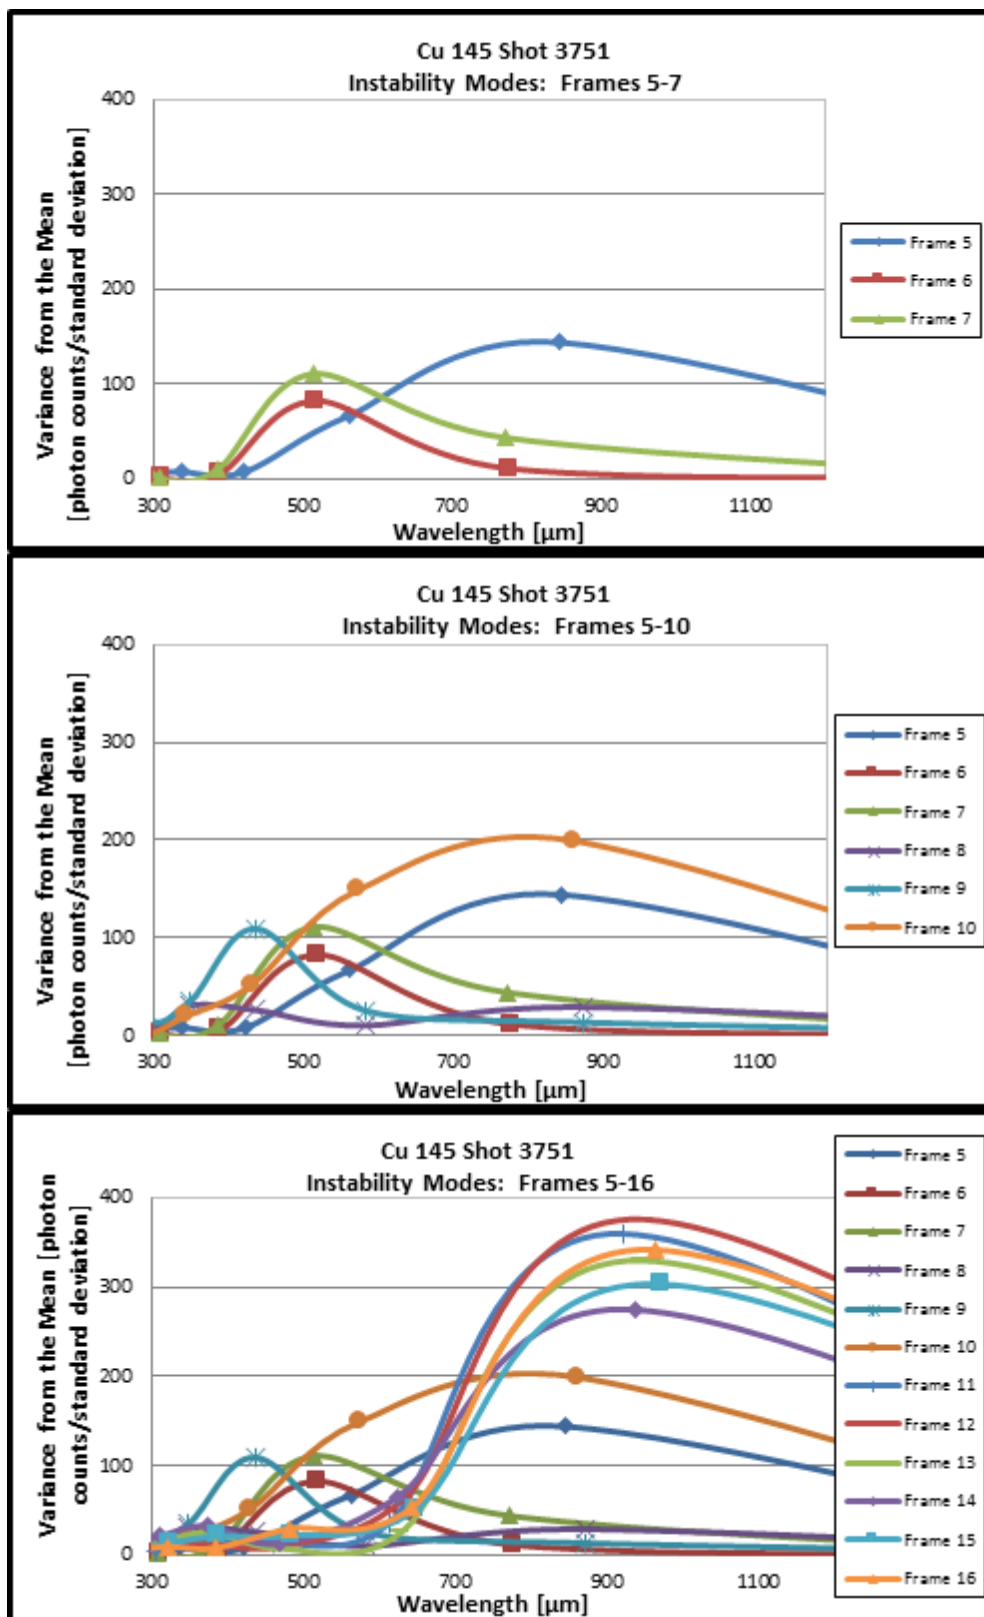 Cu 145 Shot 3751
Instability Modes: Frames 5-7
400
300
200
100
0
300
500
700
900
1100
Variance from the Mean
[photon counts/standard deviation]
Wavelength [µm]
Frame 5
Frame 6
Frame 7
Cu 145 Shot 3751
Instability Modes: Frames 5-10
400
300
200
100
0
300
500
700
900
1100
Variance from the Mean
[photon counts/standard deviation]
Wavelength [µm]
Frame 5
Frame 6
Frame 7
Frame 8
Frame 9
Frame 10
Cu 145 Shot 3751
Instability Modes: Frames 5-16
400
300
200
100
0
300
500
700
900
1100
Variance from the Mean [photon
counts/standard deviation]
Wavelength [µm]
Frame 5
Frame 6
Frame 7
Frame 8
Frame 9
Frame 10
Frame 11
Frame 12
Frame 13
Frame 14
Frame 15
Frame 16